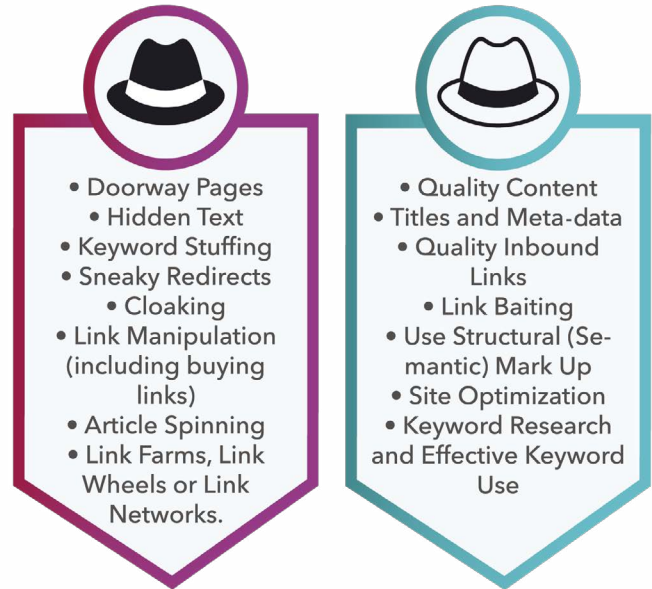 • Doorway Pages
• Hidden Text
• Keyword Stuffing
• Sneaky Redirects
• Cloaking
• Link Manipulation
(including buying
links)
• Article Spinning
• Link Farms, Link
Wheels or Link
Networks.
• Quality Content
• Titles and Meta-data
• Quality Inbound
Links
• Link Baiting
• Use Structural (Se-
mantic) Mark Up
• Site Optimization
• Keyword Research
and Effective Keyword
Use